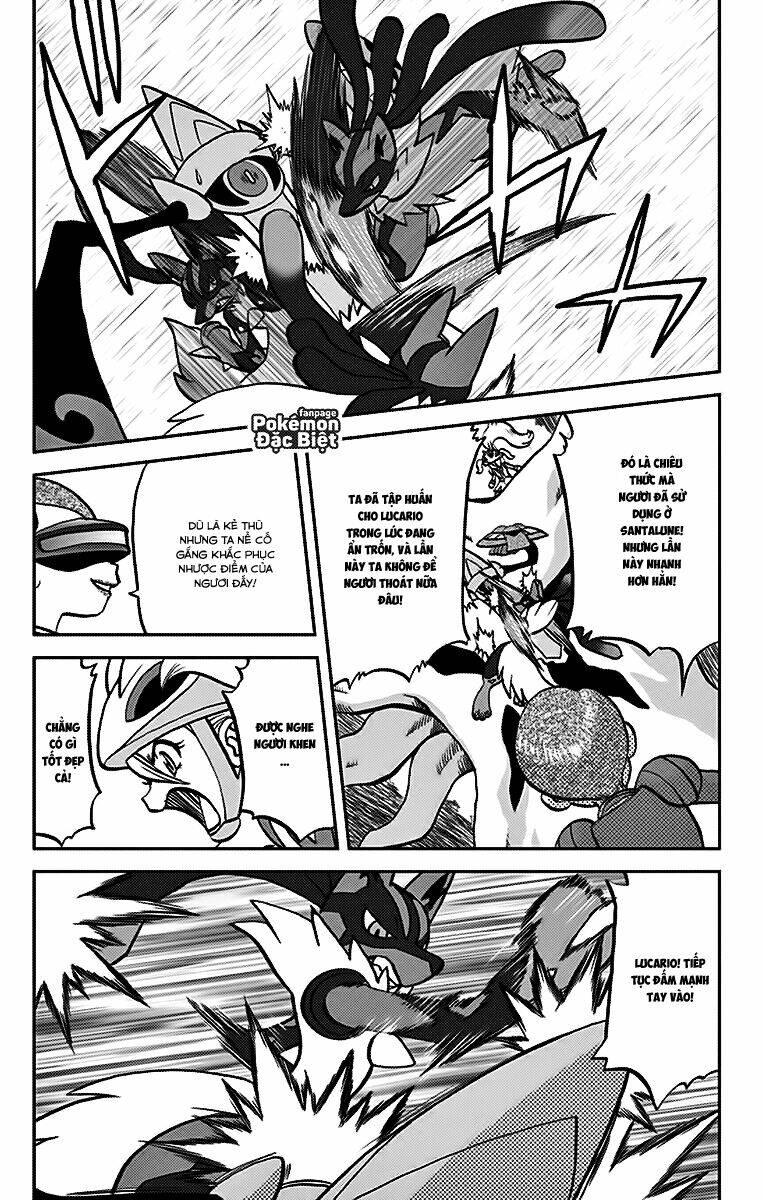 fanpage
Pokémon
Đặc Biệt
ĐÓ LÀ CHIÊU
THỨC MÀ
NGƯƠI ĐÃ SỬ
DỤNG Ở
SANTALUNE!
NHƯNG LẦN
NÀY NHANH
HƠN HẲN!
TA ĐÃ TẬP HUẤN
CHO LUCARIO
TRONG LÚC ĐANG
ẨN TRỐN, VÀ LẦN
NÀY TA KHÔNG ĐỂ
NGƯƠI THOÁT NỮA
ĐÂU!
DÙ LÀ KẺ THÙ
NHƯNG TA NỂ CỐ
GẮNG KHẮC PHỤC
NHƯỢC ĐIỂM CỦA
NGƯƠI ĐẤY!
ĐƯỢC NGHE
NGƯƠI KHEN
...
CHẲNG
CÓ GÌ
TỐT ĐẸP
CẢ!
LUCARIO! TIẾP
TỤC ĐẤM MẠNH
TAY VÀO!